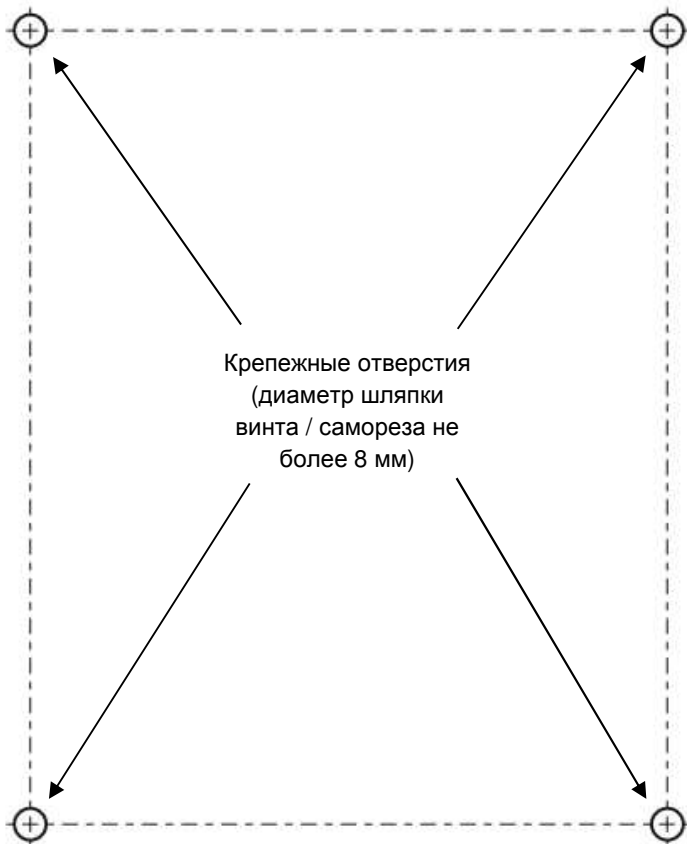 Крепежные отверстия
(диаметр шляпки
винта / самореза не
более 8 мм)